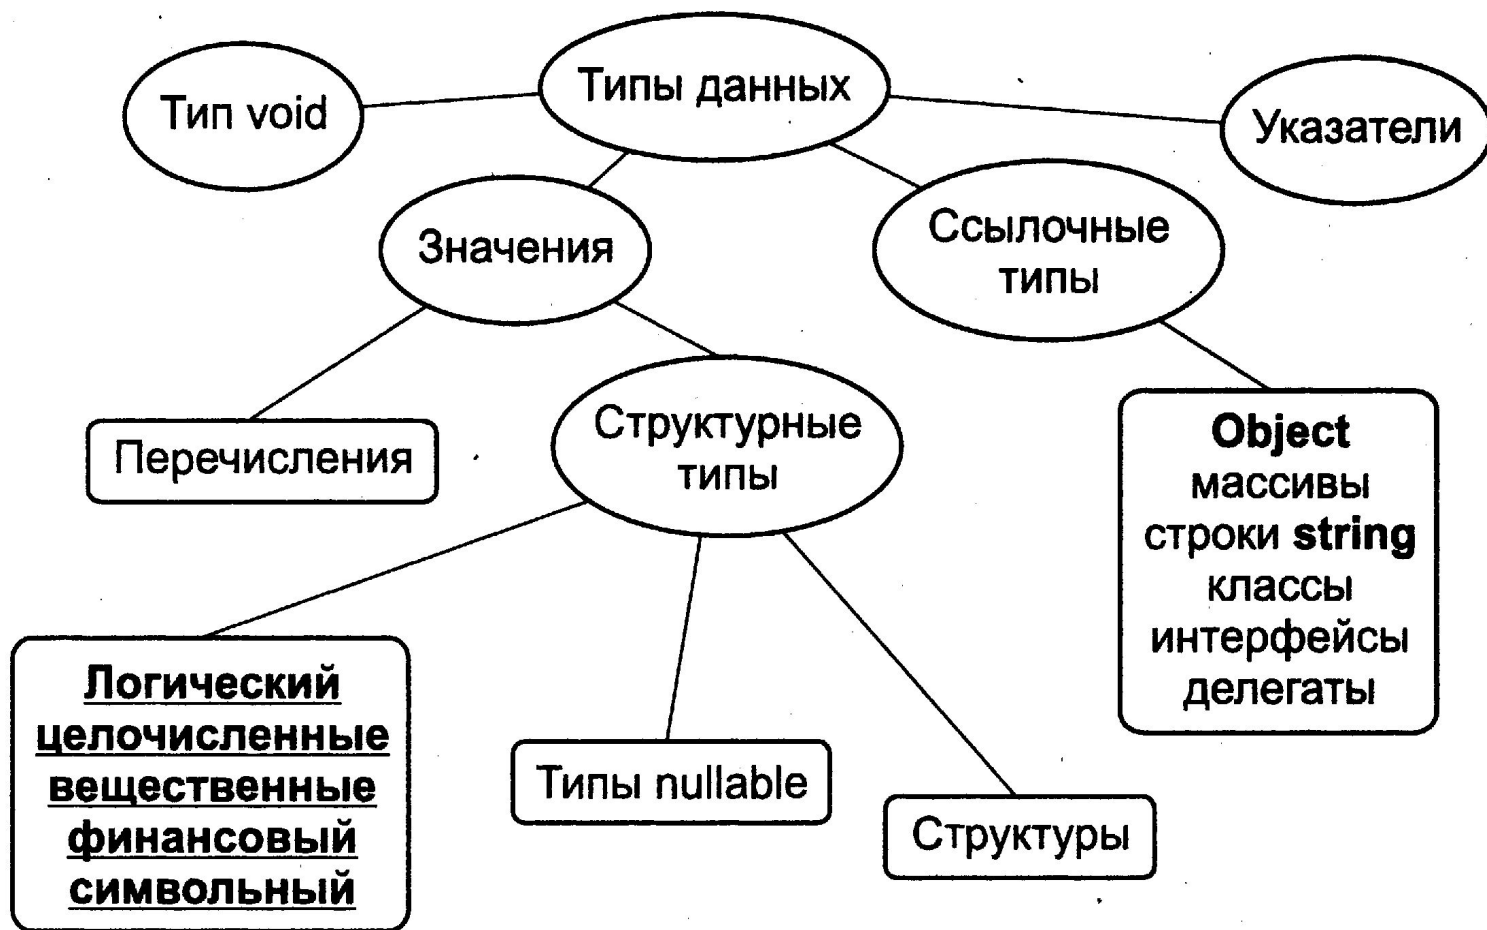 Типы данных
Тип void
Указатели
Значения
Ссылочные
типы
Перечисления
Структурные
типы
Object
массивы
строки string
классы
интерфейсы
делегаты
Логический
целочисленные
вещественные
финансовый
символьный
Типы nullable
Структуры